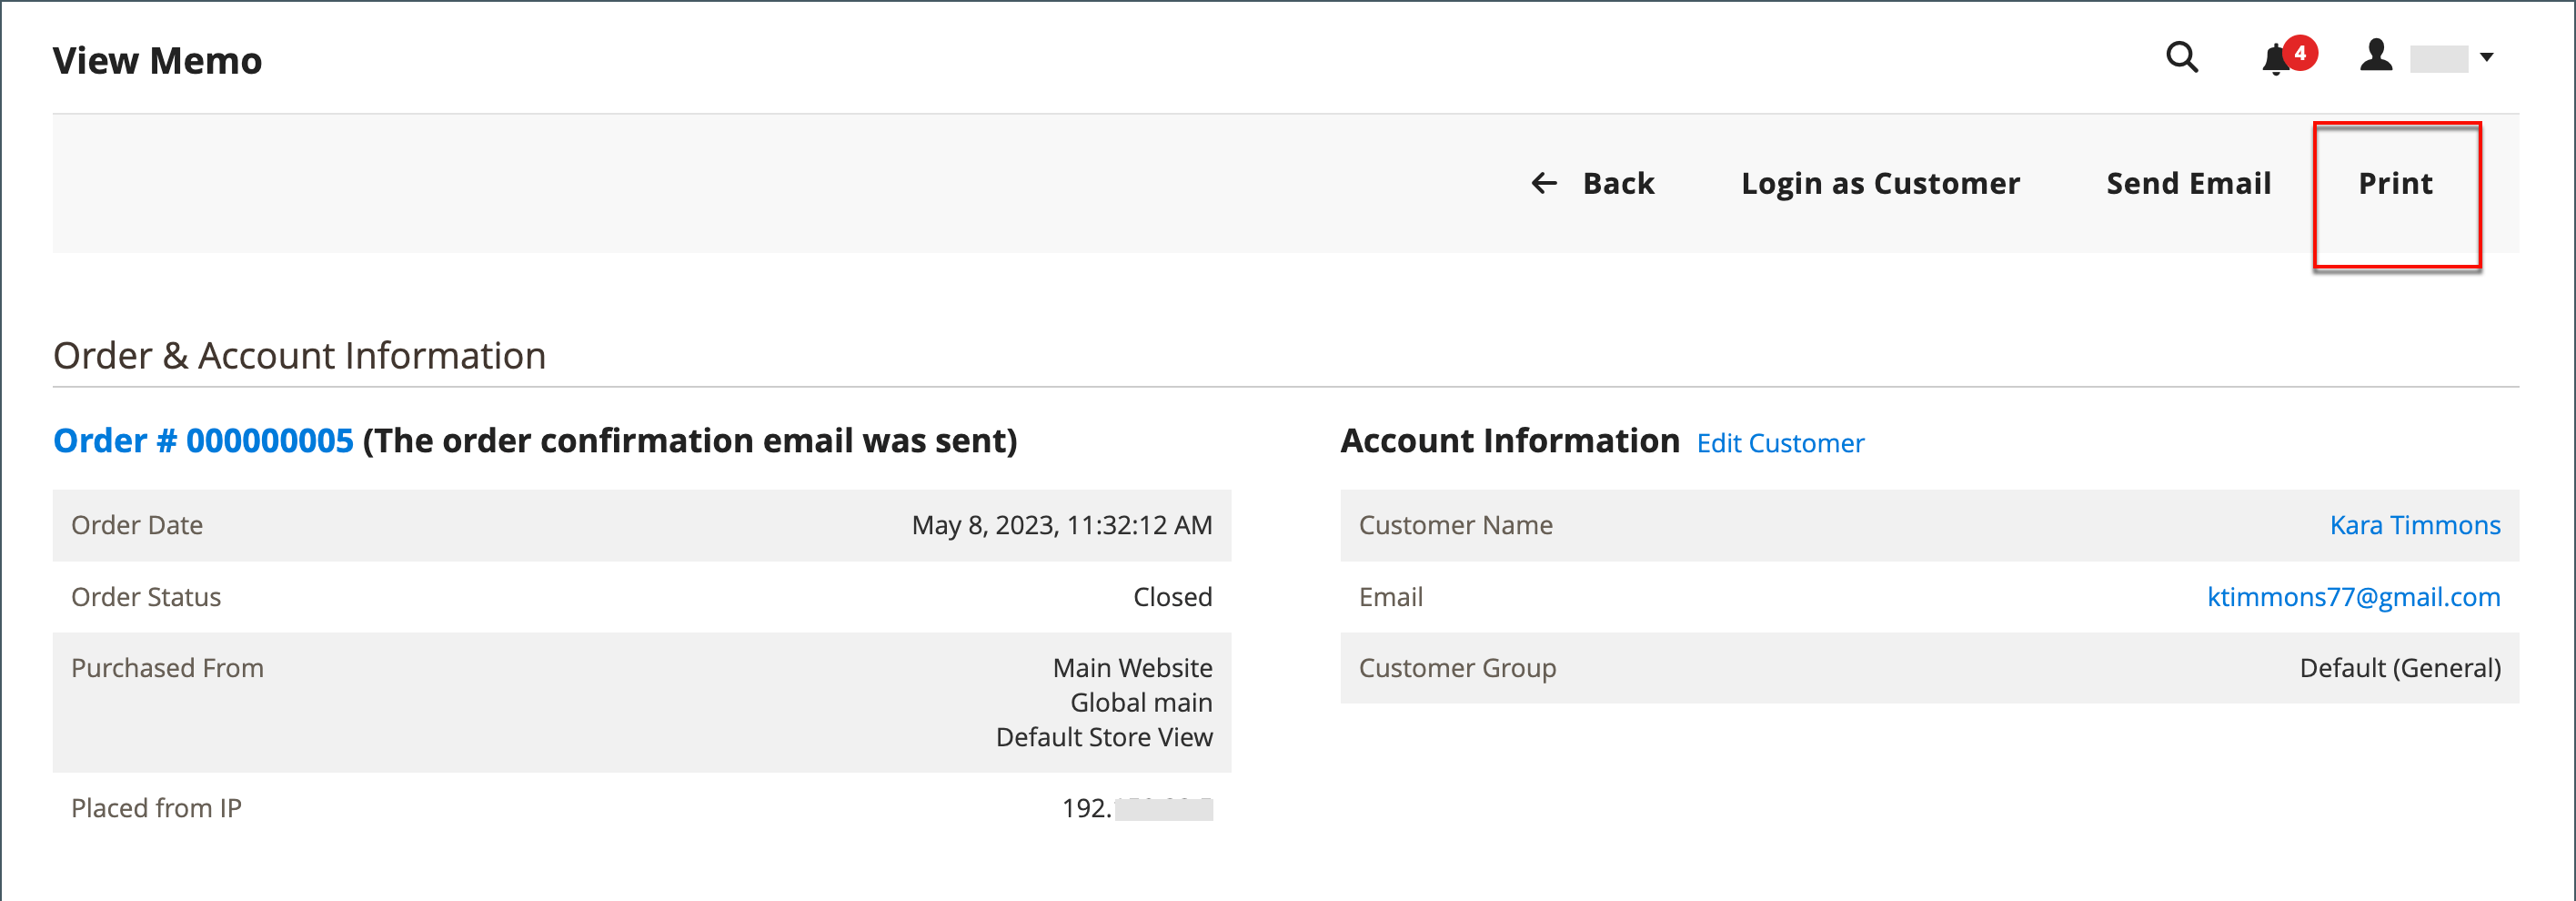 View Memo
4
Back
Login as Customer
Send Email
Print
Order & Account Information
Order # 000000005 (The order confirmation email was sent)
Order Date
May 8, 2023, 11:32:12 AM
Order Status
Closed
Purchased From
Main Website
Global main
Default Store View
Placed from IP
192.
Account Information Edit Customer
Customer Name
Kara Timmons
Email
ktimmons77@gmail.com
Customer Group
Default (General)